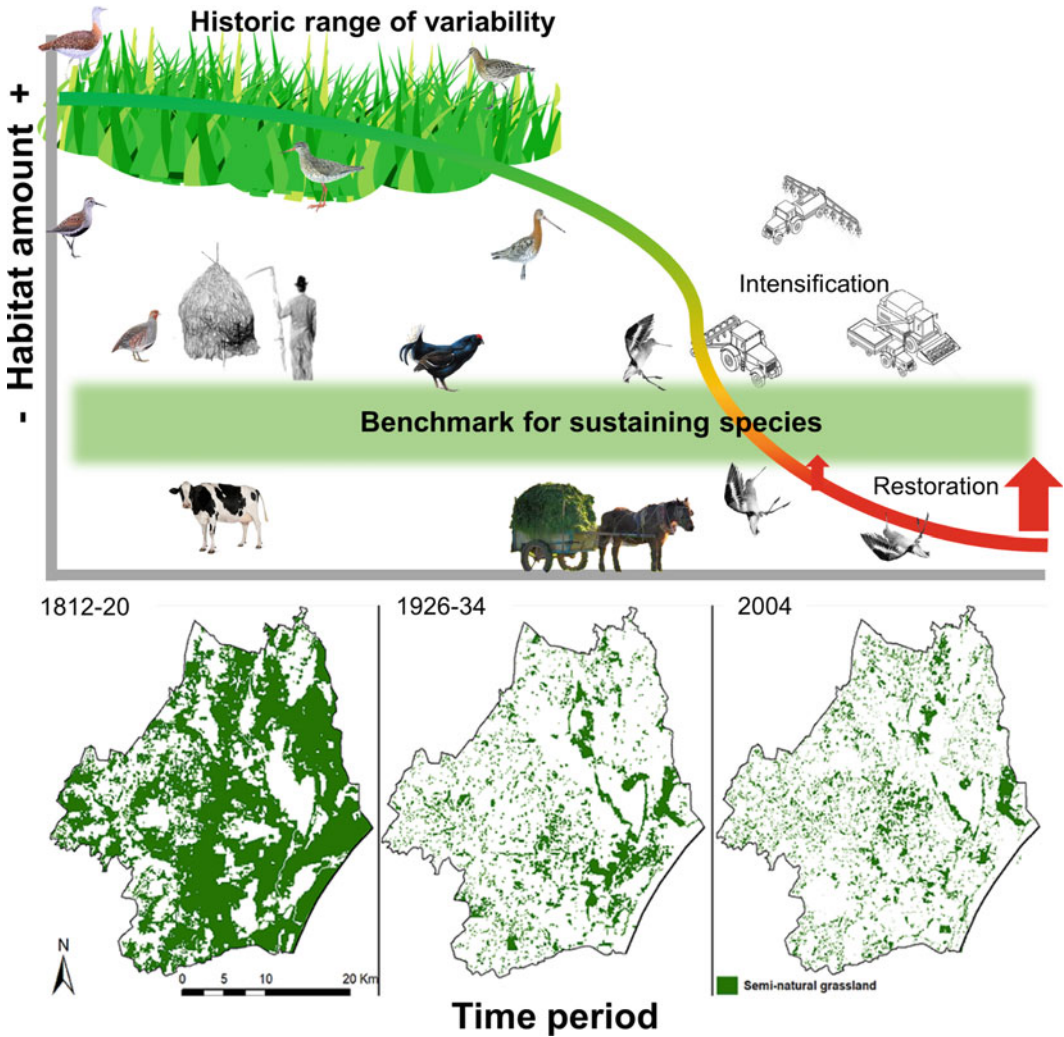 Historic range of variability
- Habitat amount +
Intensification
Benchmark for sustaining species
Restoration
1812-20
1926-34
2004
N
0 5 10 20 Km
Semi-natural grassland
Time period